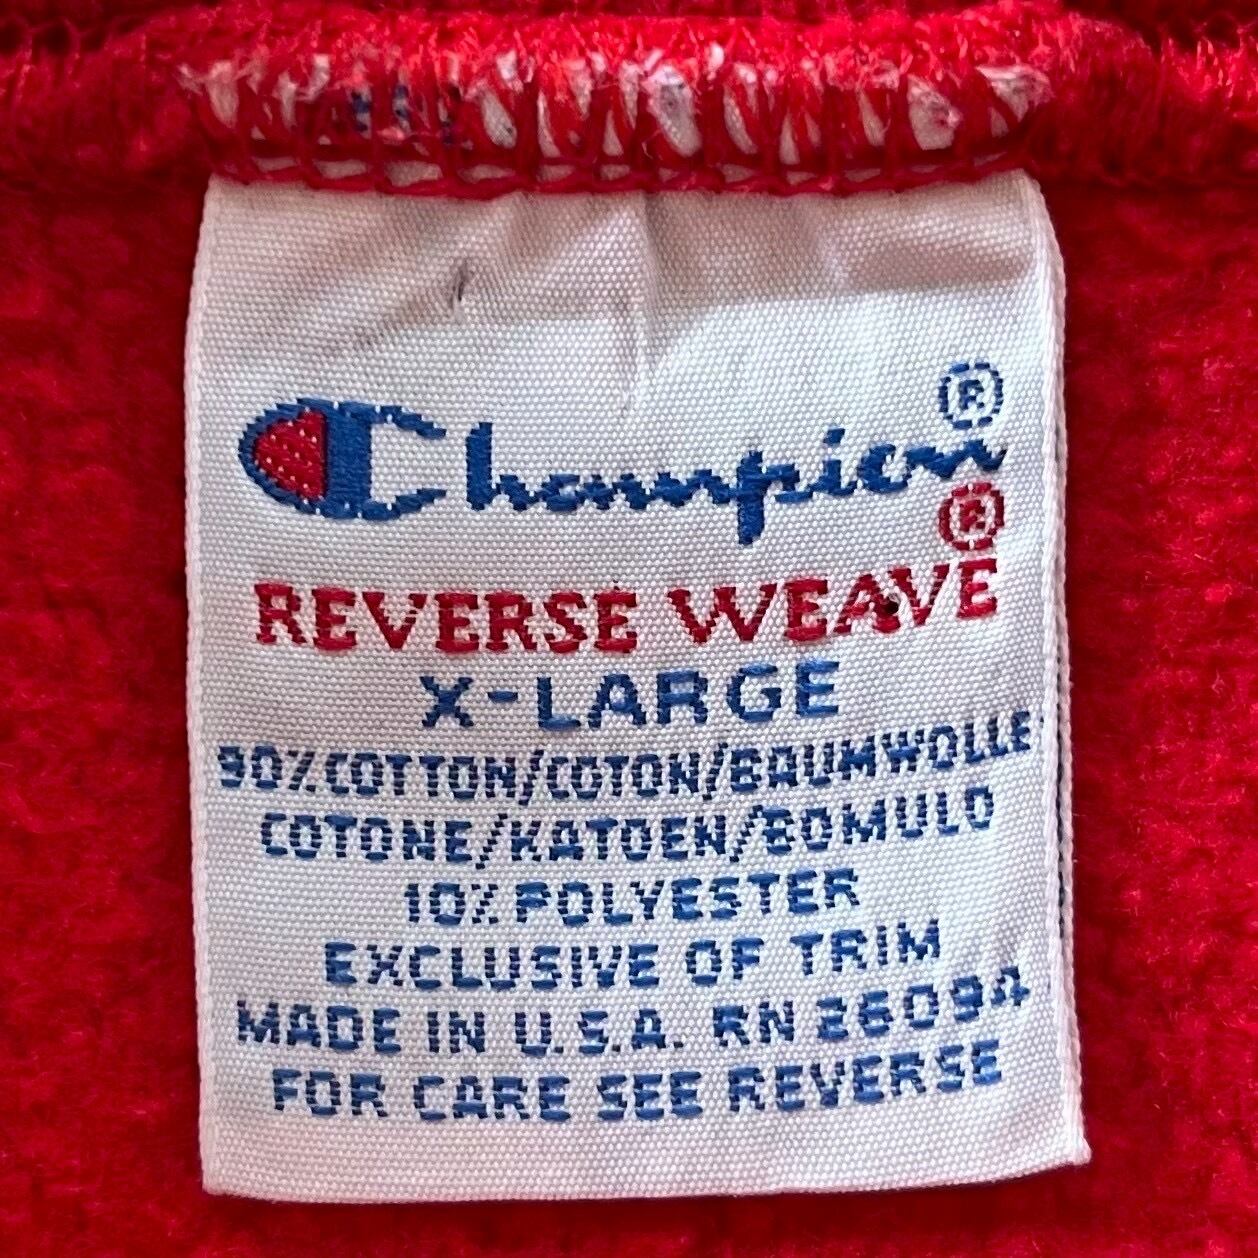 Champion®
®
REVERSE WEAVE
X-LARGE
90% COTTON/COTON/BAUMWOLLE
COTONE/KATOEN/BOMULD
10% POLYESTER
EXCLUSIVE OF TRIM
MADE IN U.S.A. RN 26094
FOR CARE SEE REVERSE